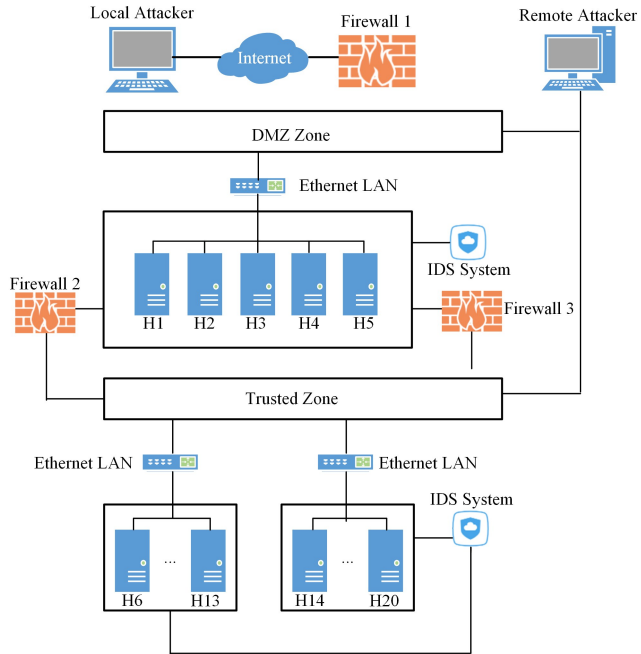 Local Attacker
Firewall 1
Remote Attacker
Internet
DMZ Zone
Ethernet LAN
IDS System
Firewall 2
Firewall 3
H1 H2 H3 H4 H5
Trusted Zone
Ethernet LAN
Ethernet LAN
IDS System
... ...
H6 H13 H14 H20